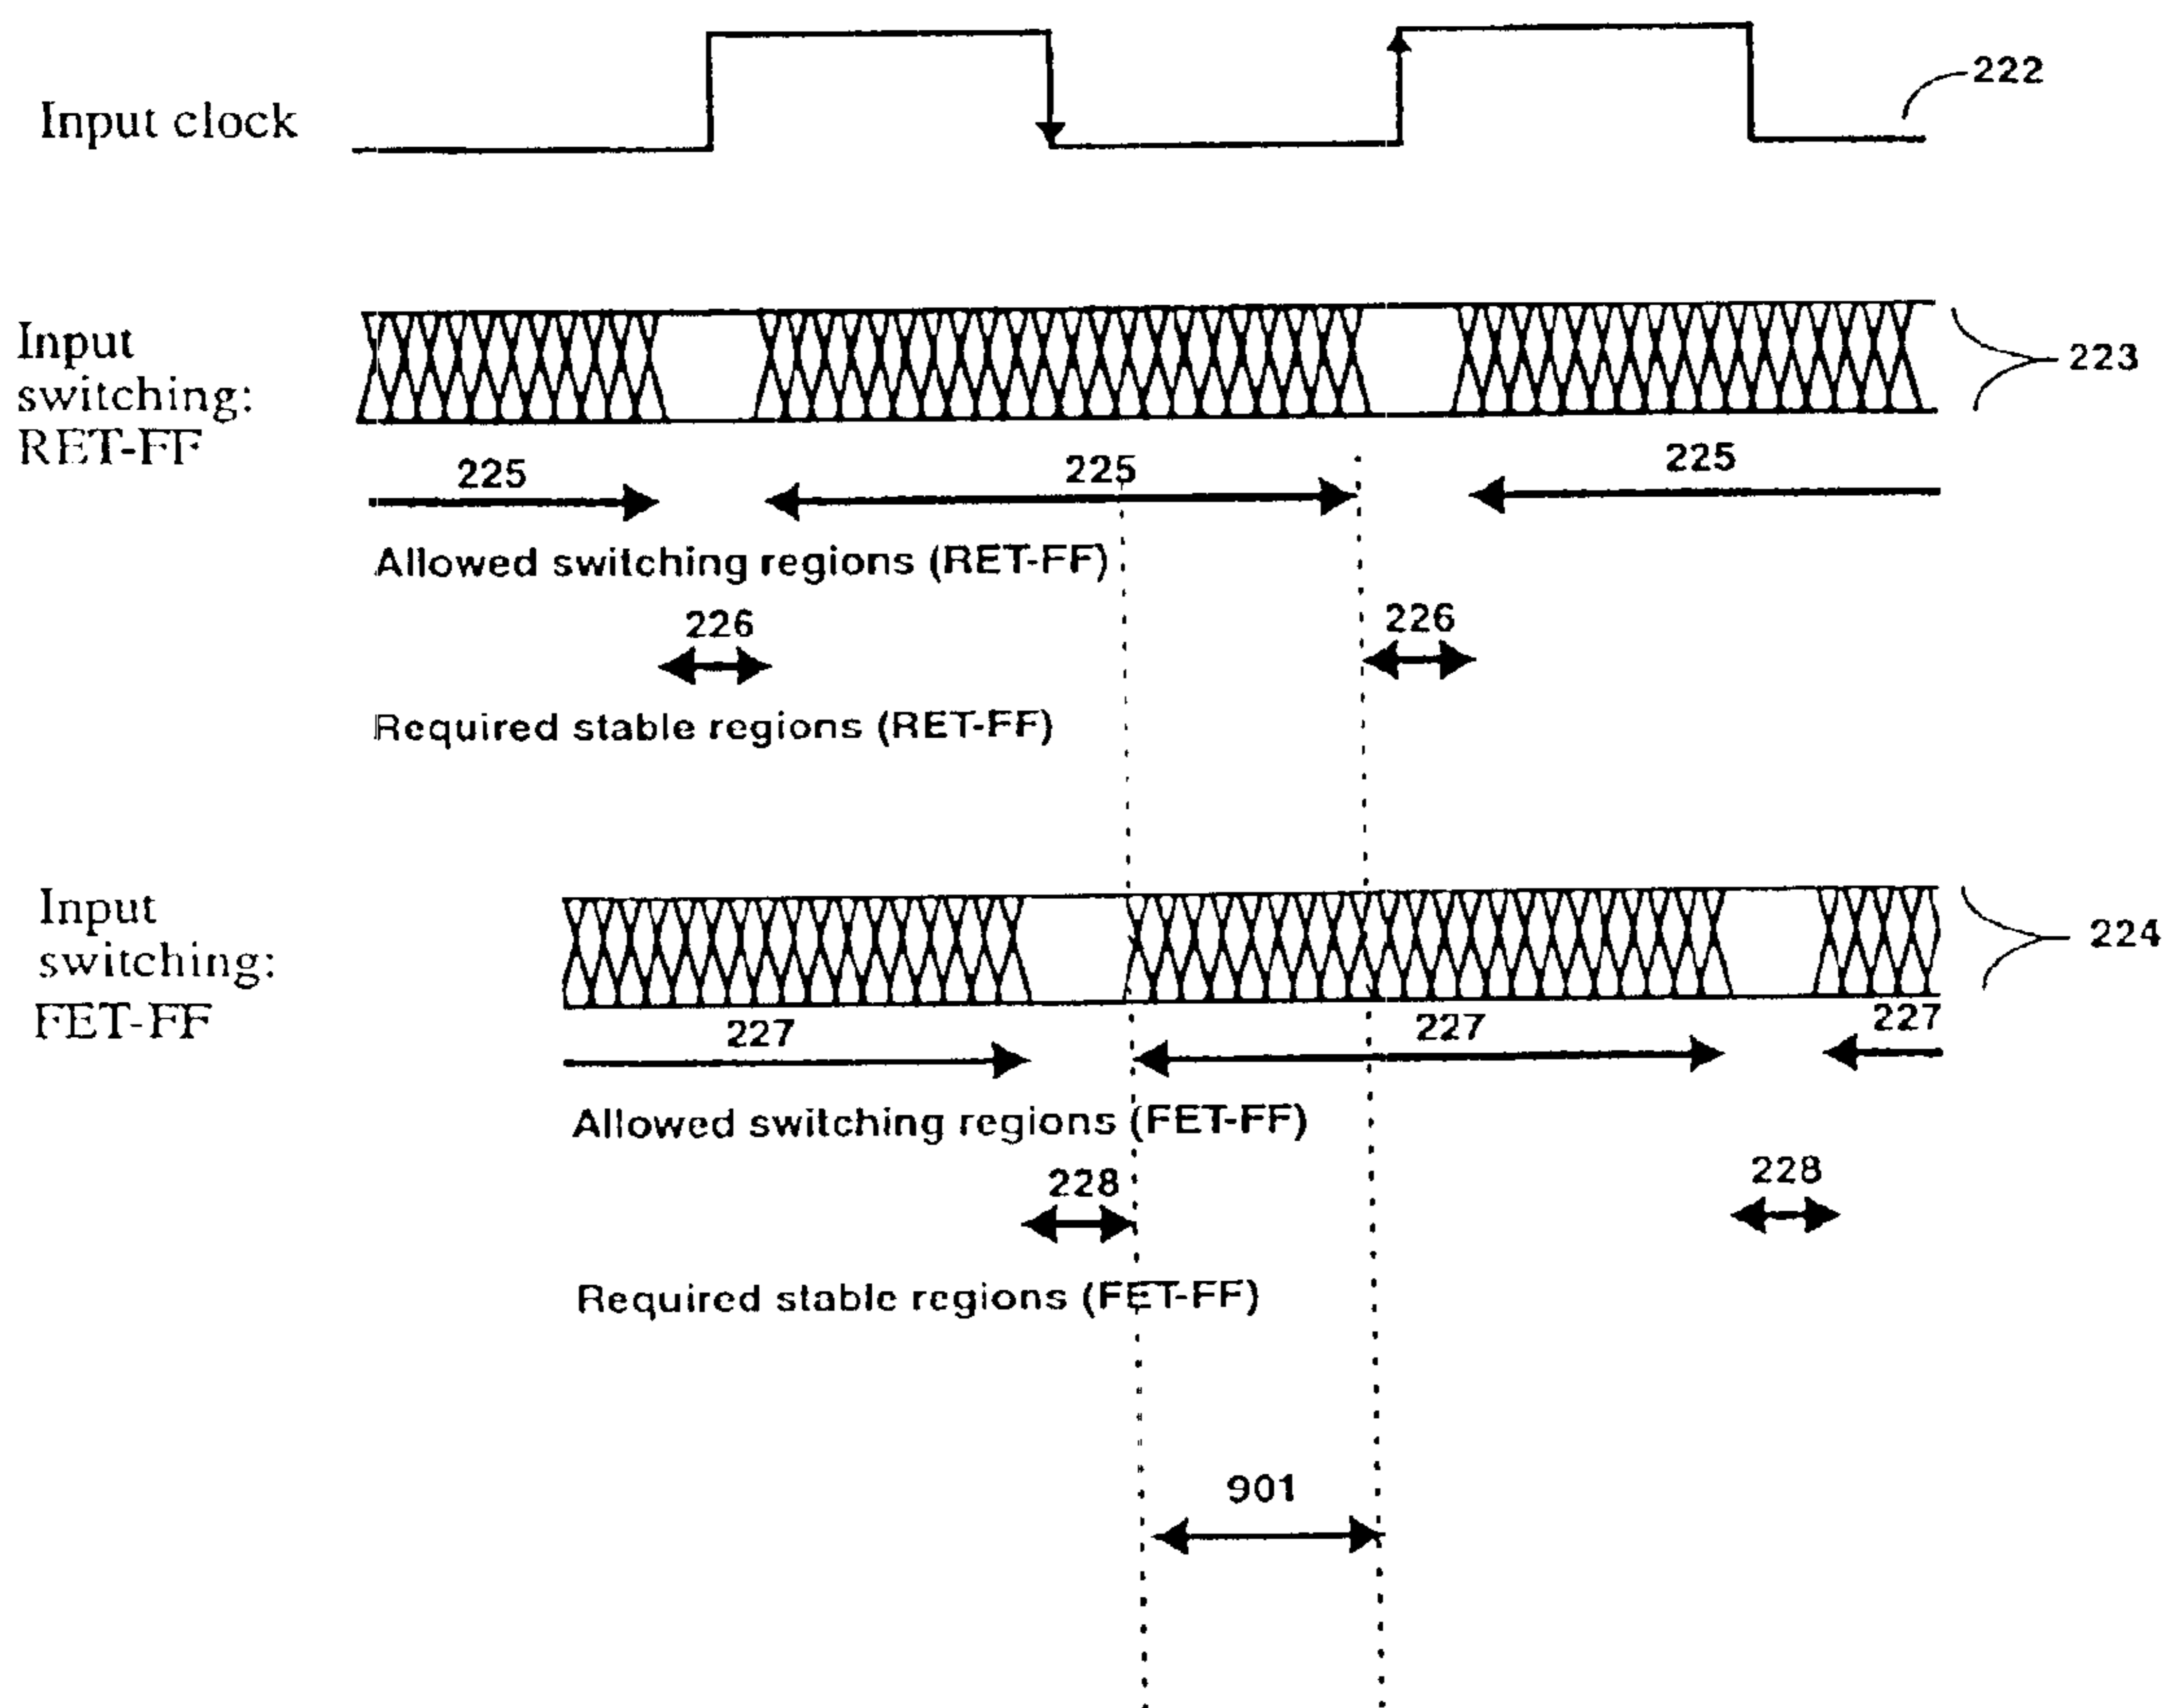 222
Input clock
Input
switching:
RET-FF
223
225
225
225
Allowed switching regions (RET-FF)
226
226
Required stable regions (RET-FF)
Input
switching:
FET-FF
224
227
227
227
Allowed switching regions (FET-FF)
228
228
Required stable regions (FET-FF)
901